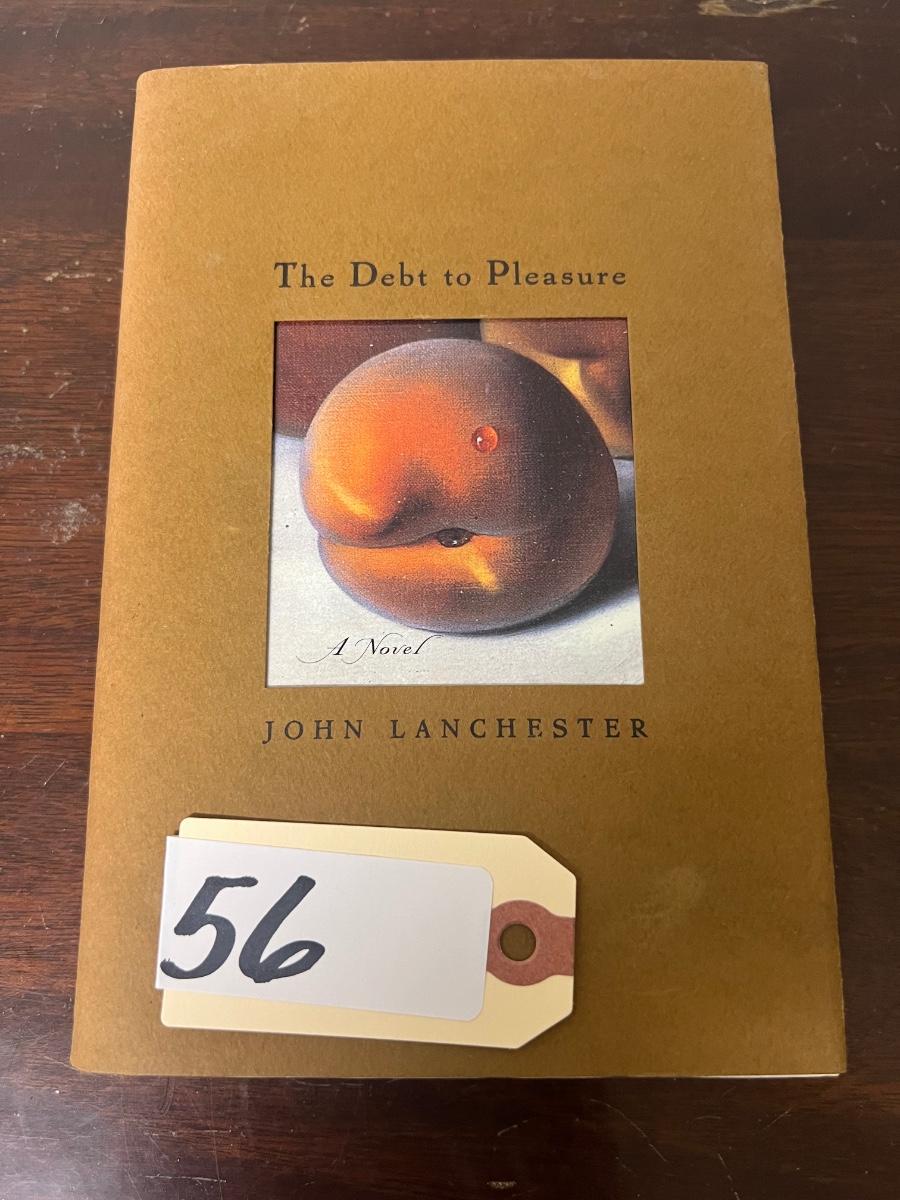 The Debt to Pleasure
A Novel
JOHN LANCHESTER
56